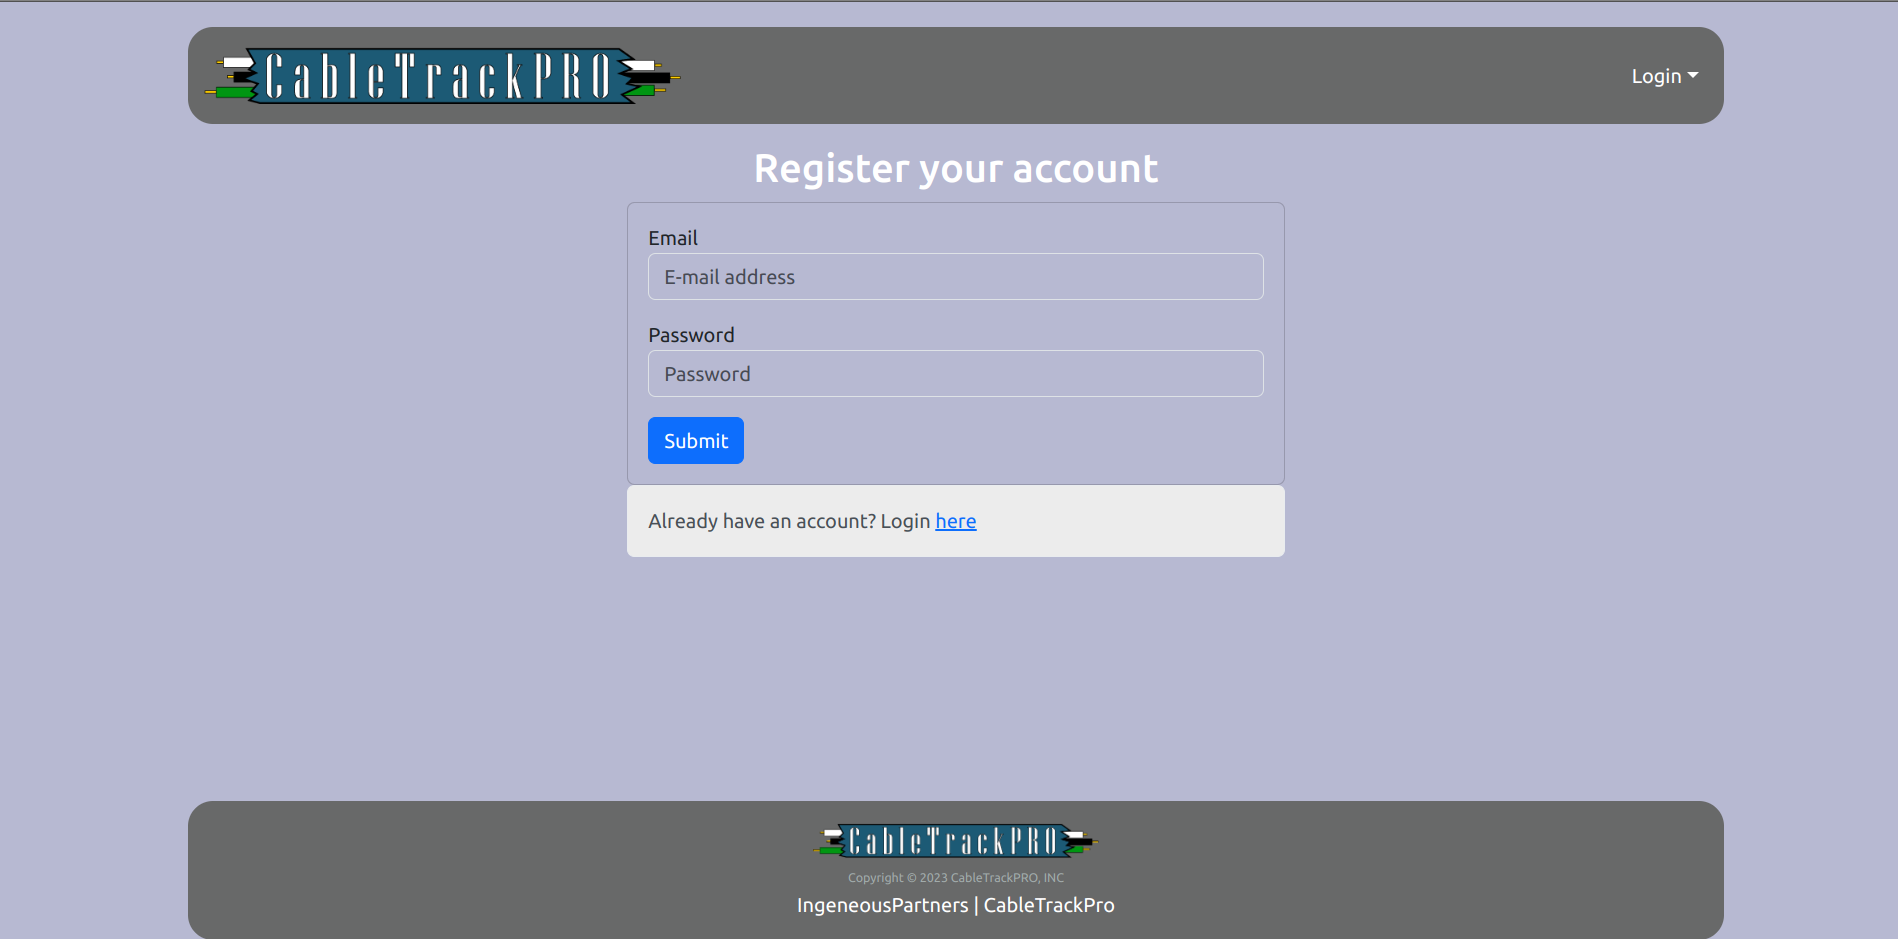 CableTrackPRO
Login
Register your account
Email
E-mail address
Password
Password
Submit
Already have an account? Login here
CableTrackPRO
Copyright © 2023 CableTrackPRO, INC
IngeneousPartners | CableTrackPro